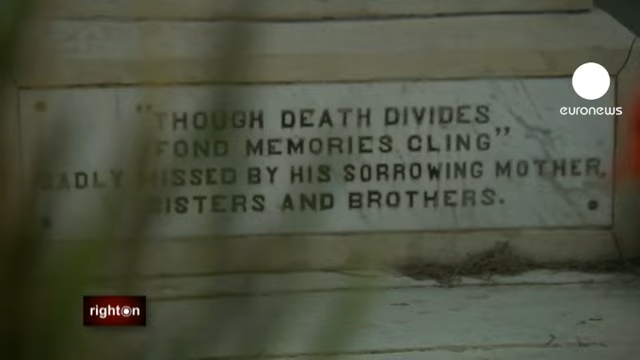 "THOUGH DEATH DIVIDES
FOND MEMORIES CLING"
SADLY MISSED BY HIS SORROWING MOTHER,
SISTERS AND BROTHERS.
euronews
righton